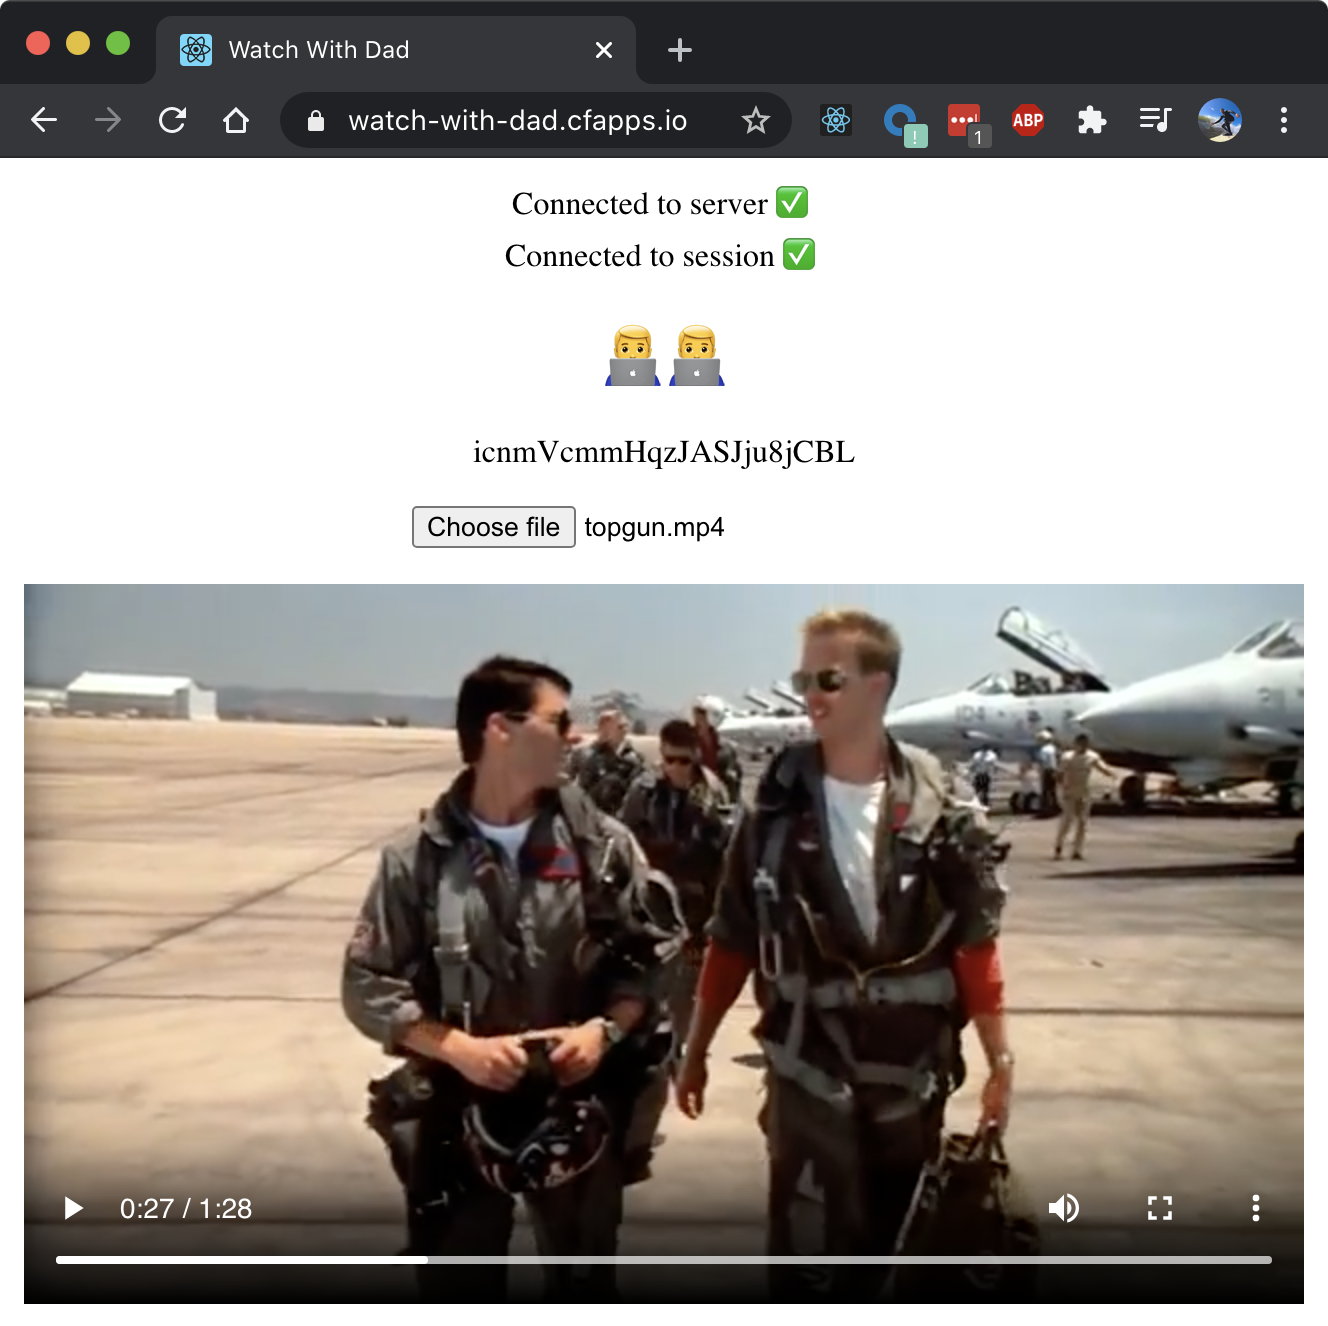 Watch With Dad
watch-with-dad.cfapps.io
!
1
ABP
Connected to server ✅
Connected to session ✅
icnmVcmmHqzJASJju8jCBL
Choose file topgun.mp4
104
0:27 / 1:28